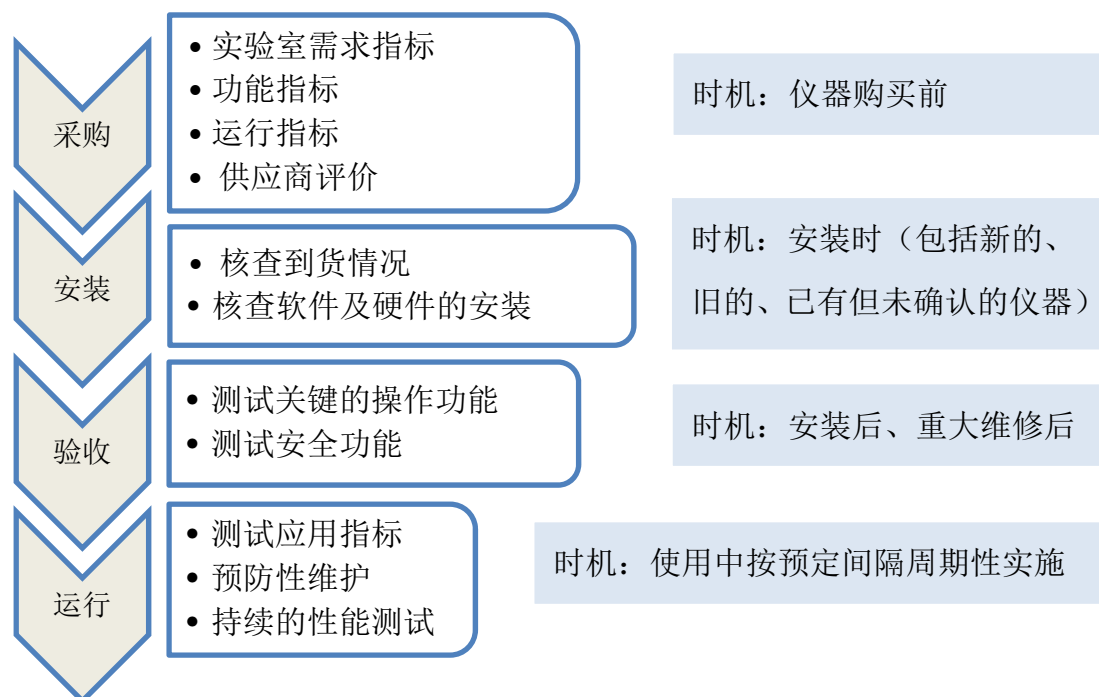 采购
• 实验室需求指标
• 功能指标
• 运行指标
• 供应商评价
时机：仪器购买前
安装
• 核查到货情况
• 核查软件及硬件的安装
时机：安装时（包括新的、
旧的、已有但未确认的仪器）
验收
• 测试关键的操作功能
• 测试安全功能
时机：安装后、重大维修后
运行
• 测试应用指标
• 预防性维护
• 持续的性能测试
时机：使用中按预定间隔周期性实施